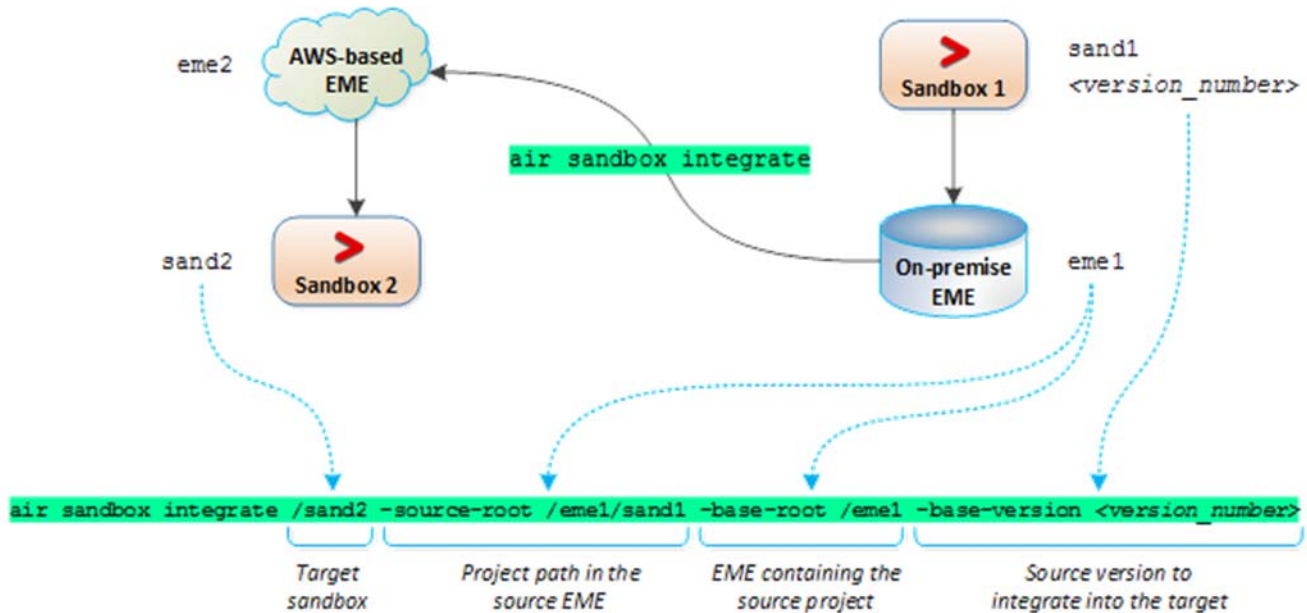 eme2
AWS-based
EME
Sandbox 1
sand1
<version_number>
air sandbox integrate
sand2
Sandbox 2
On-premise
EME
eme1
air sandbox integrate /sand2 -source-root /eme1/sand1 -base-root /eme1 -base-version <version_number>
Target
sandbox
Project path in the
source EME
EME containing the
source project
Source version to
integrate into the target